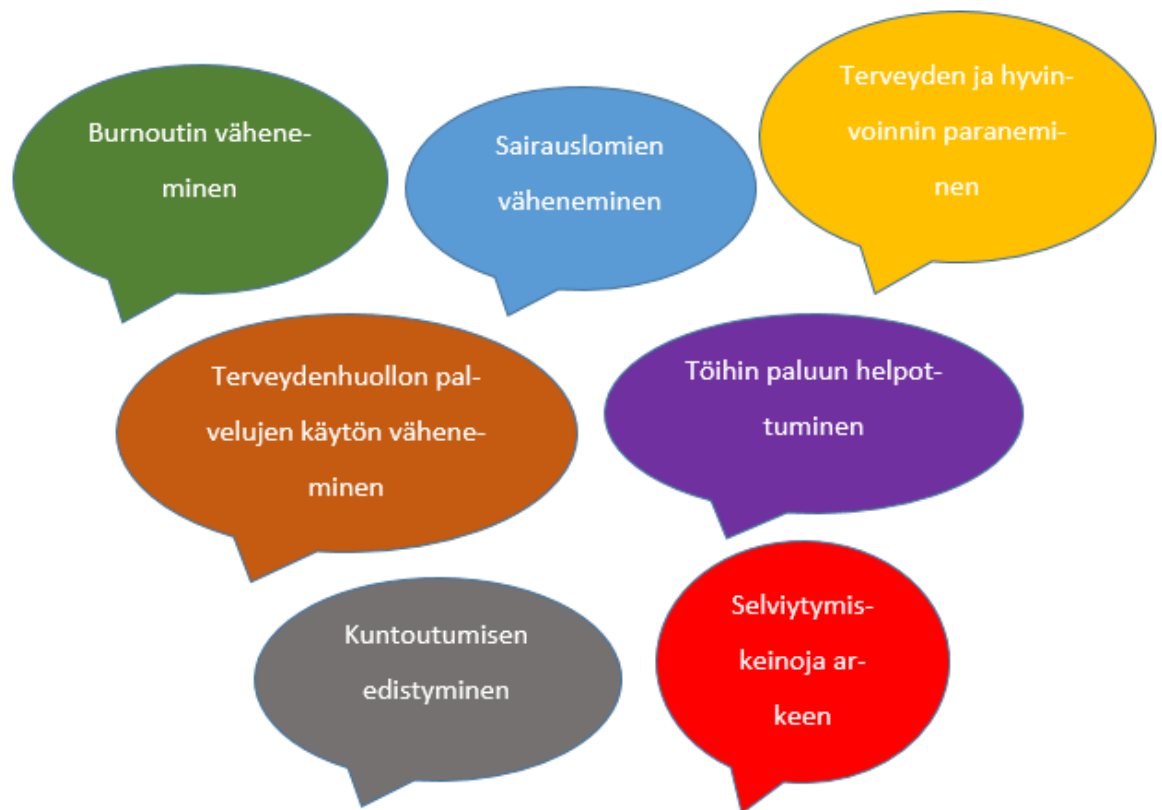 Burnoutin vähene-
minen
Sairauslomien
väheneminen
Terveyden ja hyvin-
voinnin paranemi-
nen
Terveydenhuollon pal-
velujen käytön vähene-
minen
Töihin paluun helpot-
tuminen
Kuntoutumisen
edistyminen
Selviytymis-
keinoja ar-
keen